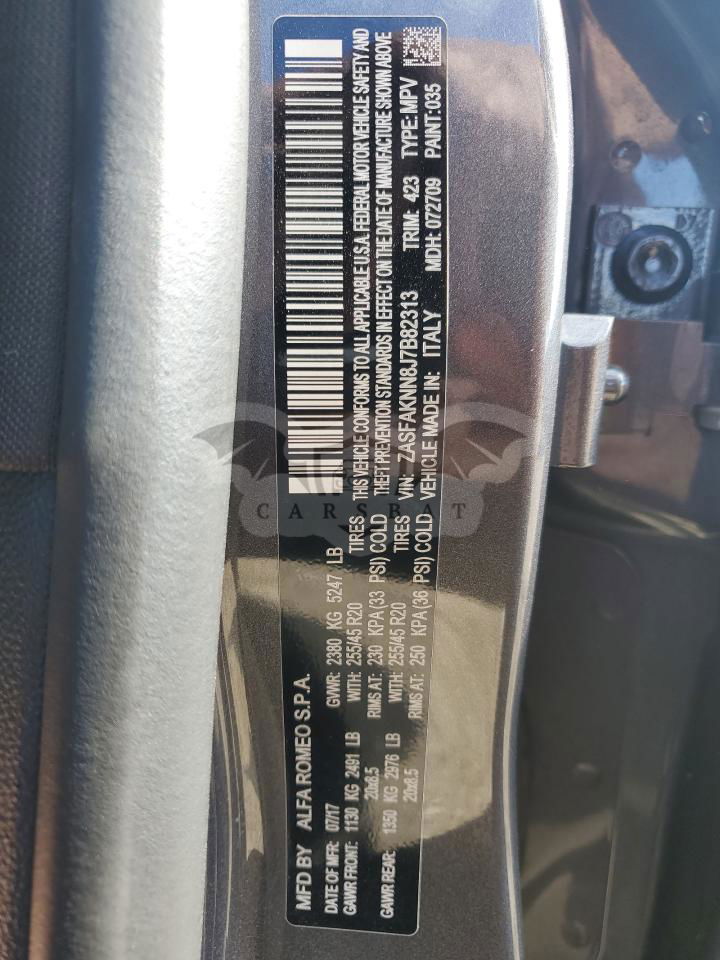 MFD BY ALFA ROMEO S.P.A.
DATE OF MFR: 07/17 GVWR: 2380 KG 5247 LB
GAWR FRONT: 1130 KG 2491 LB WITH: 255/45 R20 TIRES
20x8.5 RIMS AT: 230 KPA (33 PSI) COLD
GAWR REAR: 1350 KG 2976 LB WITH: 255/45 R20 TIRES
20x8.5 RIMS AT: 250 KPA (36 PSI) COLD
THIS VEHICLE CONFORMS TO ALL APPLICABLE U.S.A. FEDERAL MOTOR VEHICLE SAFETY AND
THEFT PREVENTION STANDARDS IN EFFECT ON THE DATE OF MANUFACTURE SHOWN ABOVE
VIN: ZASFAKNN8J7B82313 TRIM: 423 TYPE: MPV
VEHICLE MADE IN: ITALY MDH: 072709 PAINT: 035
CARSBAT